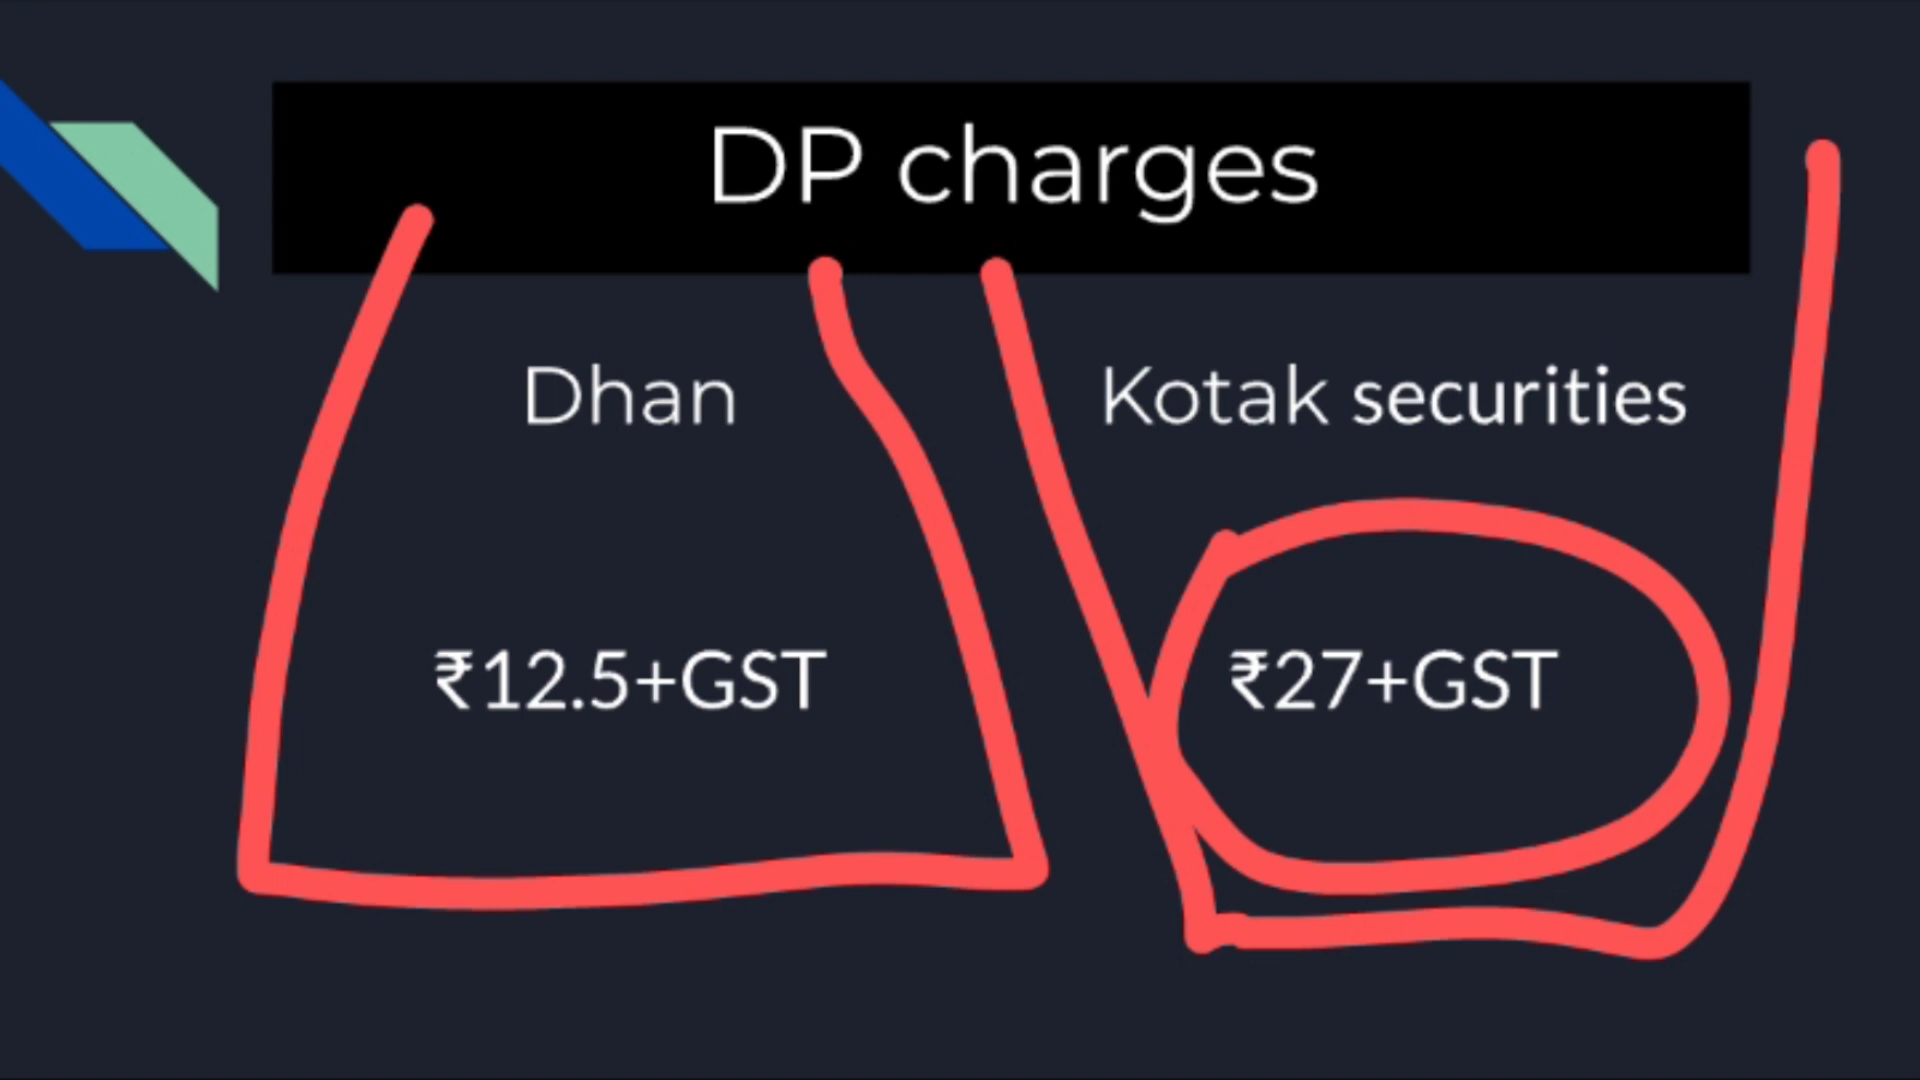 DP charges
Dhan
Kotak securities
₹12.5+GST
₹27+GST